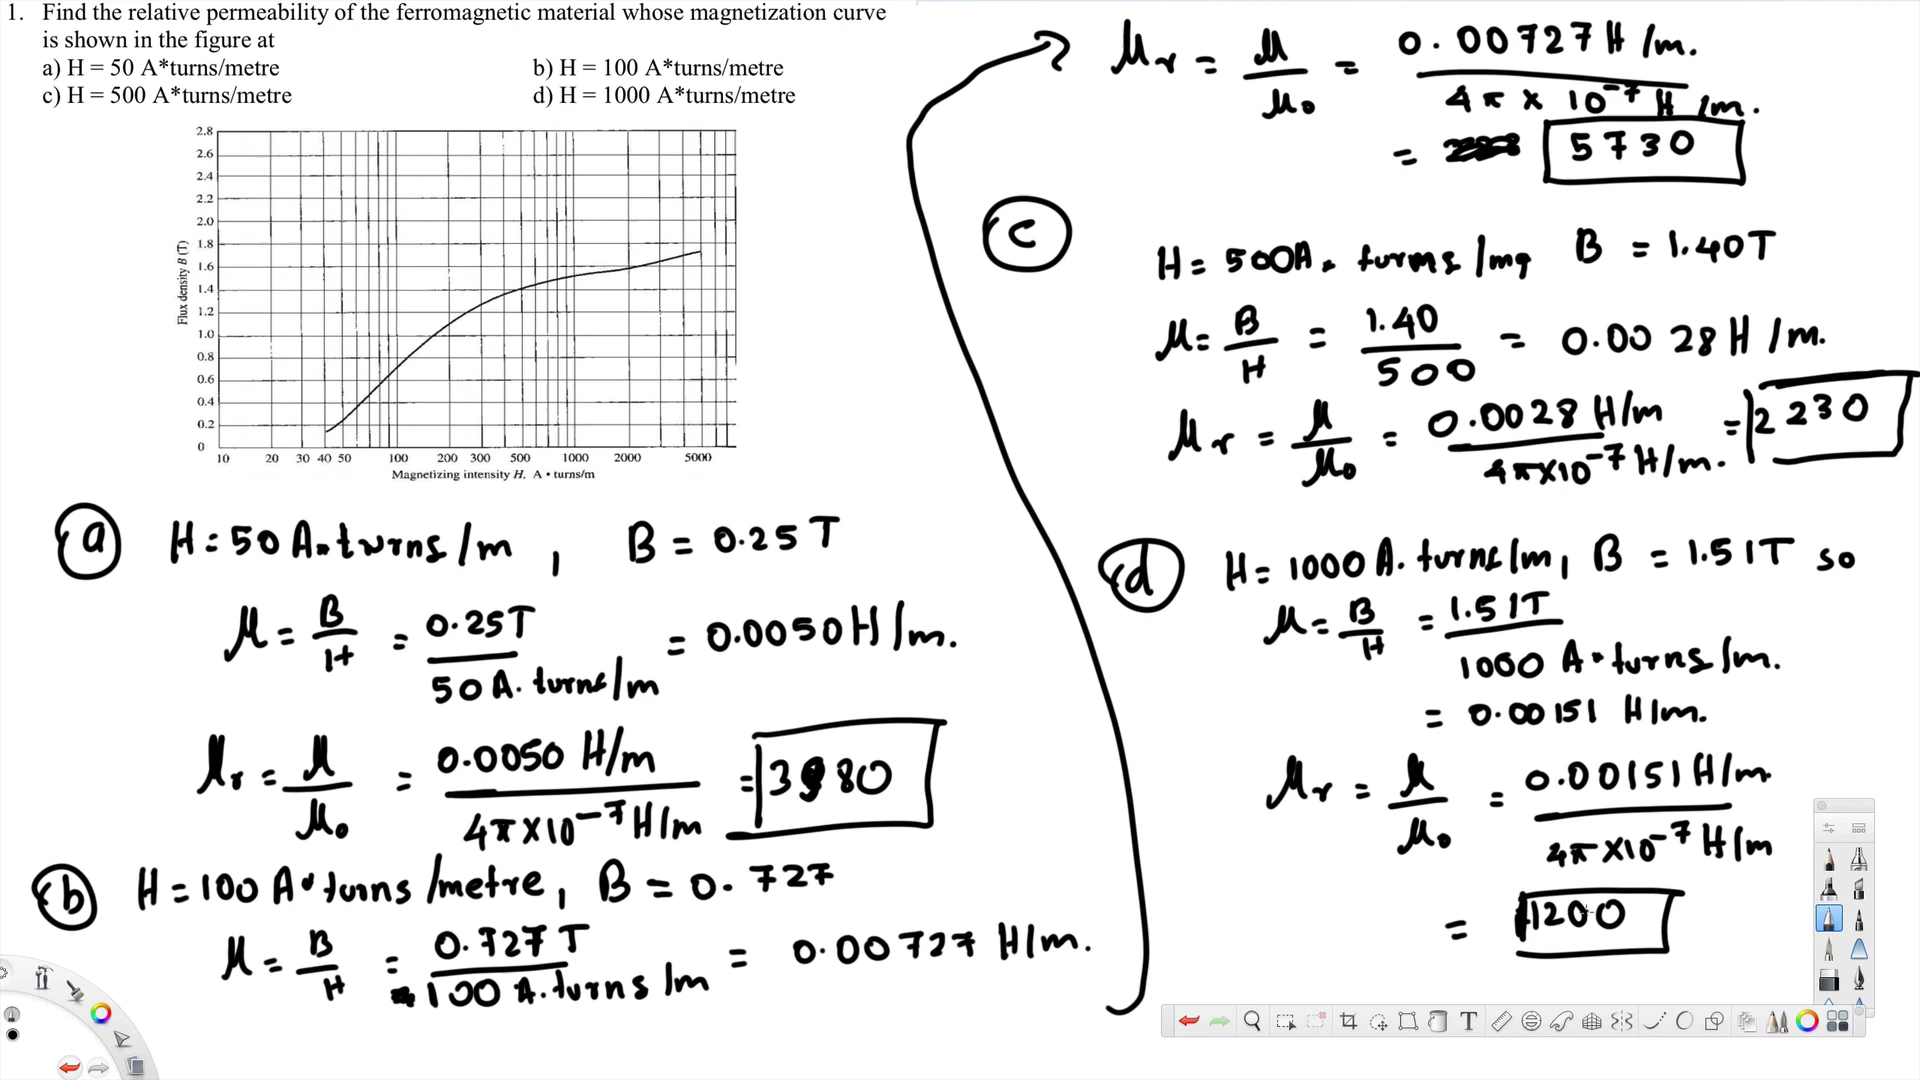 1. Find the relative permeability of the ferromagnetic material whose magnetization curve
is shown in the figure at
a) H = 50 A*turns/metre b) H = 100 A*turns/metre
c) H = 500 A*turns/metre d) H = 1000 A*turns/metre
2.8
2.6
2.4
2.2
2.0
1.8
1.6
1.4
1.2
1.0
0.8
0.6
0.4
0.2
0
Flux density B (T)
10 20 30 40 50 100 200 300 500 1000 2000 5000
Magnetizing intensity H, A • turns/m
a H = 50 A.turns/m , B = 0.25T
μ = B/H = 0.25T / 50 A. turns/m = 0.0050 H/m.
μr = μ/μ0 = 0.0050 H/m / 4π×10^-7 H/m = 3980
b H = 100 A.turns/metre, B = 0.727
μ = B/H = 0.727 T / 100 A.turns/m = 0.00727 H/m.
μr = μ/μ0 = 0.00727 H/m. / 4π × 10^-7 H/m.
= 5730
c
H = 500A. turns/m B = 1.40T
μ = B/H = 1.40/500 = 0.0028 H/m.
μr = μ/μ0 = 0.0028 H/m / 4π×10^-7 H/m. = 2230
d H = 1000 A. turns/m, B = 1.51T so
μ = B/H = 1.51T / 1000 A.turns/m.
= 0.00151 H/m.
μr = μ/μ0 = 0.00151 H/m / 4π×10^-7 H/m
= 1200
T